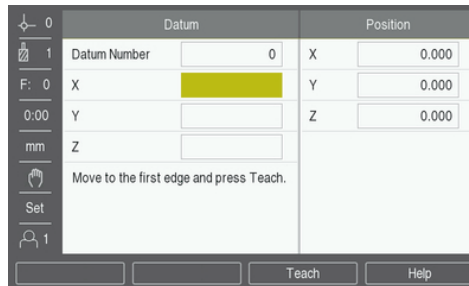 0
Datum
Position
1
Datum Number
0
X
0.000
F: 0
X
Y
0.000
0:00
Y
Z
0.000
mm
Z
Move to the first edge and press Teach.
Set
1
Teach
Help